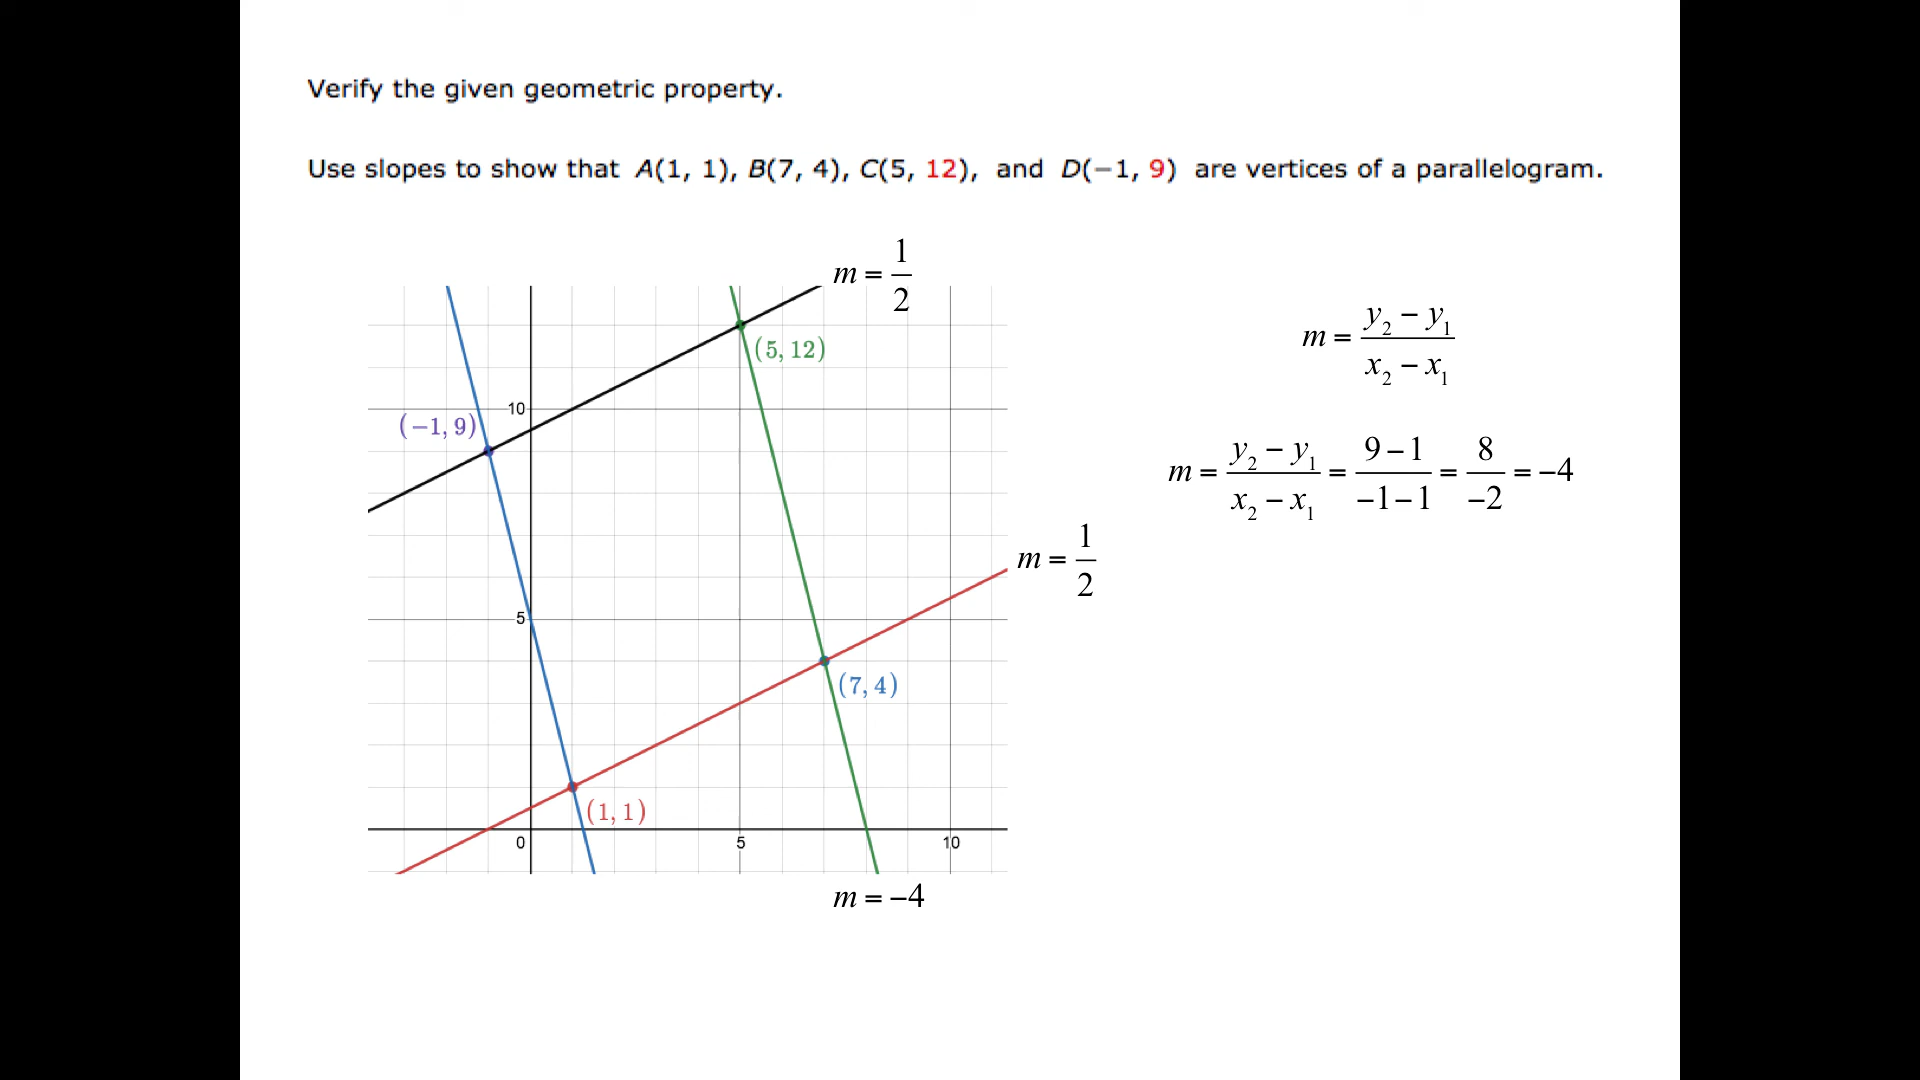 Verify the given geometric property.
Use slopes to show that A(1, 1), B(7, 4), C(5, 12), and D(−1, 9) are vertices of a parallelogram.
m = 1/2
m = (y₂ − y₁)/(x₂ − x₁)
(5, 12)
10
(−1, 9)
m = (y₂ − y₁)/(x₂ − x₁) = (9 − 1)/(−1 − 1) = 8/−2 = −4
m = 1/2
5
(7, 4)
(1, 1)
0 5 10
m = −4